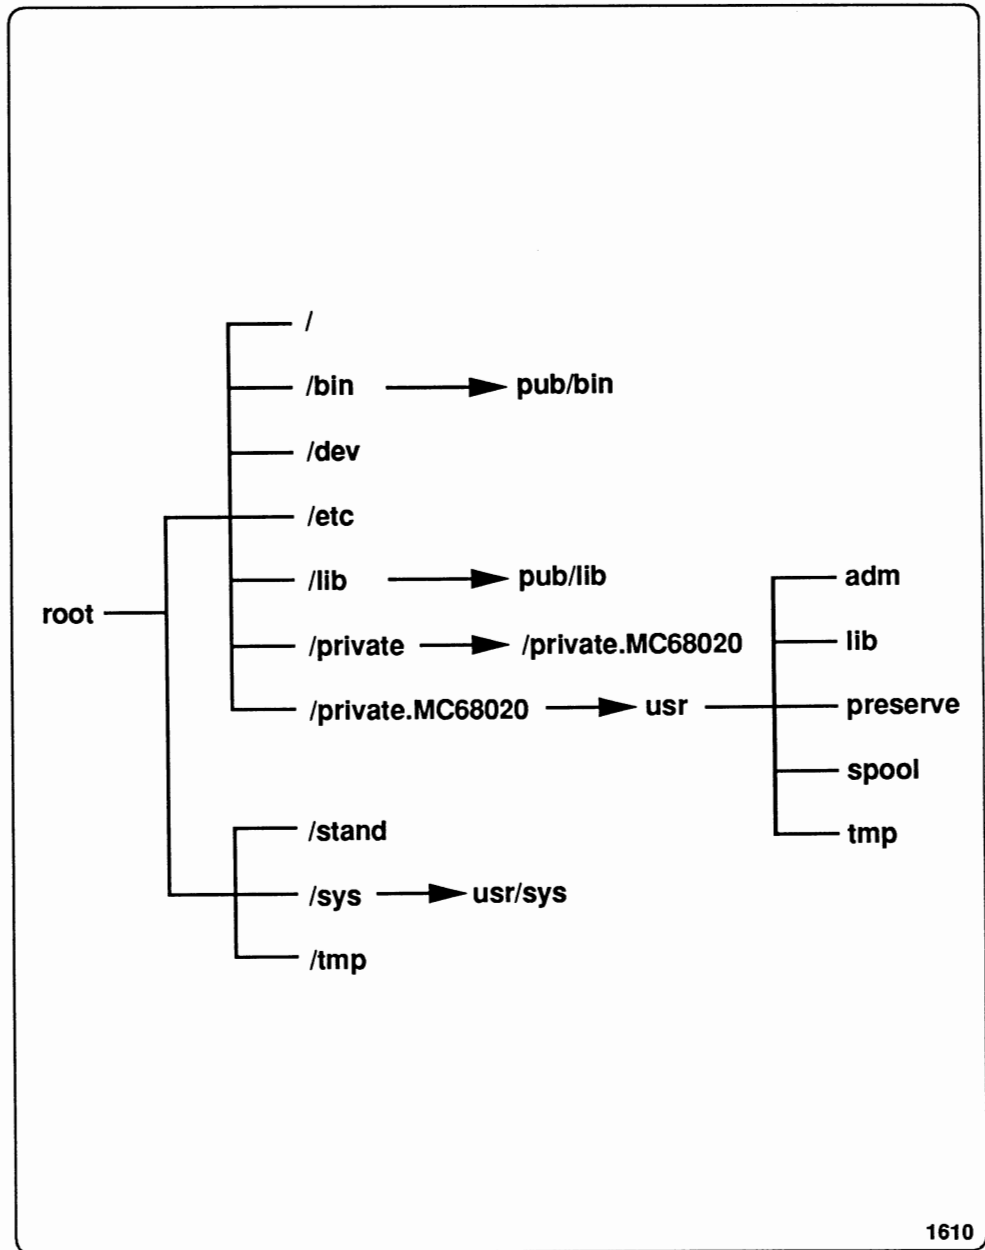 /
/bin pub/bin
/dev
/etc
/lib pub/lib adm
root
/private /private.MC68020 lib
/private.MC68020 usr preserve
spool
/stand tmp
/sys usr/sys
/tmp
1610